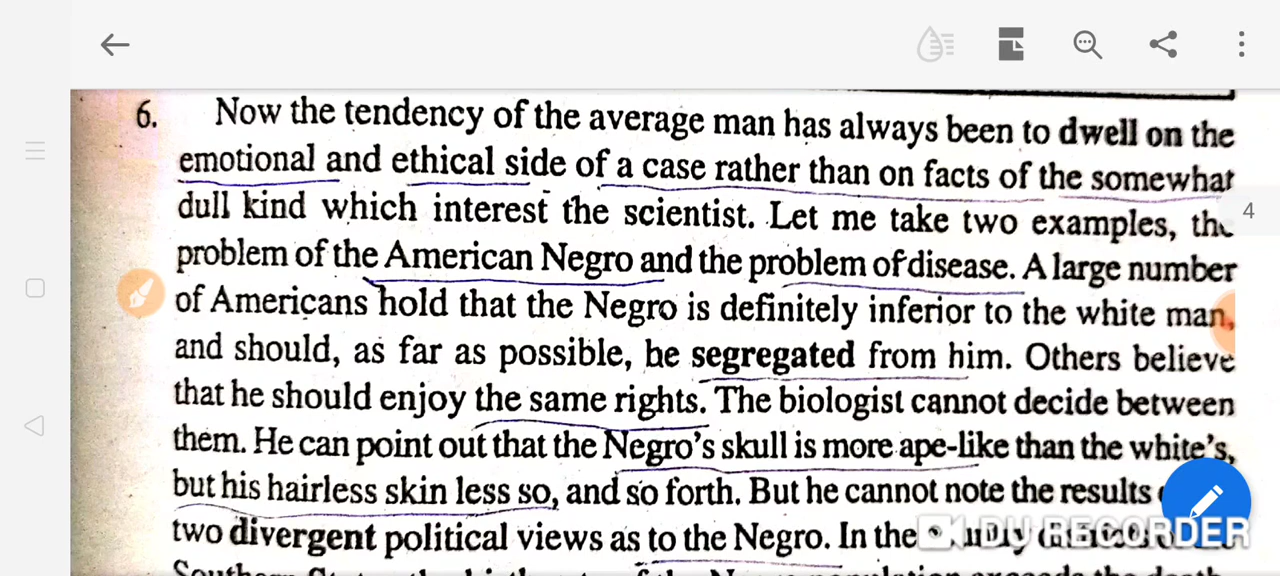 6. Now the tendency of the average man has always been to dwell on the
emotional and ethical side of a case rather than on facts of the somewhat
dull kind which interest the scientist. Let me take two examples, the
4
problem of the American Negro and the problem of disease. A large number
of Americans hold that the Negro is definitely inferior to the white man,
and should, as far as possible, be segregated from him. Others believe
that he should enjoy the same rights. The biologist cannot decide between
them. He can point out that the Negro's skull is more ape-like than the white's,
but his hairless skin less so, and so forth. But he cannot note the results
two divergent political views as to the Negro. In the
DU RECORDER
Southern